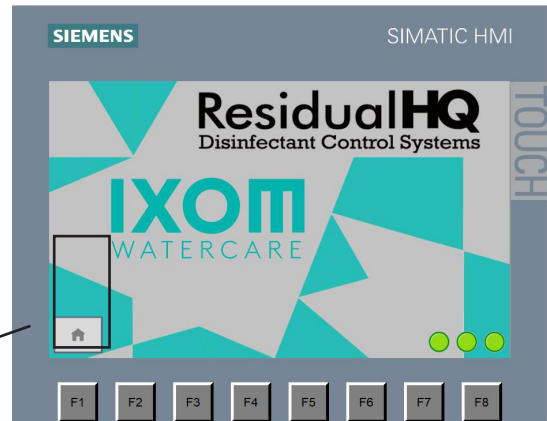 SIEMENS
SIMATIC HMI
TOUCH
ResidualHQ
Disinfectant Control Systems
IXOM
WATERCARE
F1 F2 F3 F4 F5 F6 F7 F8